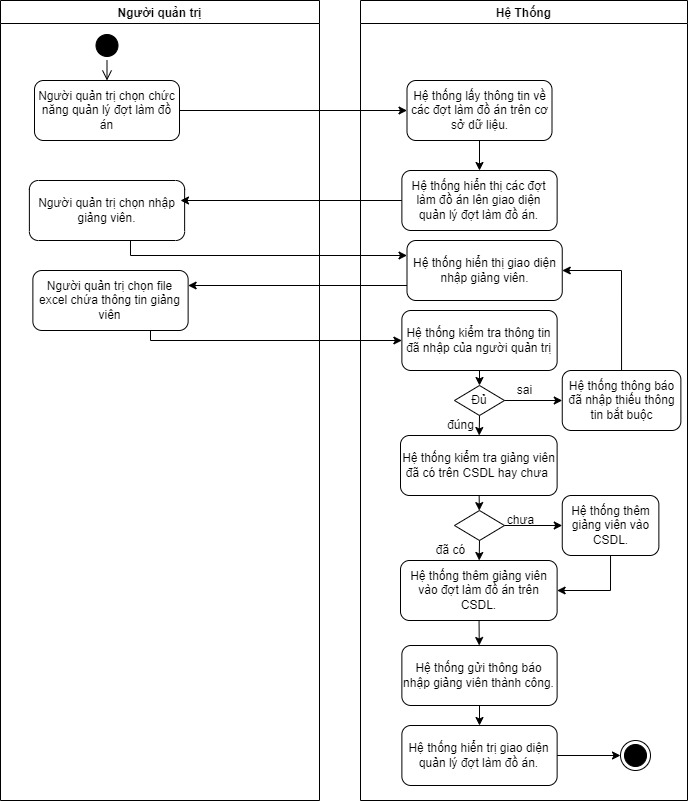 Người quản trị
Hệ Thống
Người quản trị chọn chức
năng quản lý đợt làm đồ
án
Hệ thống lấy thông tin về
các đợt làm đồ án trên cơ
sở dữ liệu.
Hệ thống hiển thị các đợt
làm đồ án lên giao diện
quản lý đợt làm đồ án.
Người quản trị chọn nhập
giảng viên.
Hệ thống hiển thị giao diện
nhập giảng viên.
Người quản trị chọn file
excel chứa thông tin giảng
viên
Hệ thống kiểm tra thông tin
đã nhập của người quản trị
Đủ
sai
Hệ thống thông báo
đã nhập thiếu thông
tin bắt buộc
đúng
Hệ thống kiểm tra giảng viên
đã có trên CSDL hay chưa
chưa
Hệ thống thêm
giảng viên vào
CSDL.
đã có
Hệ thống thêm giảng viên
vào đợt làm đồ án trên
CSDL.
Hệ thống gửi thông báo
nhập giảng viên thành công.
Hệ thống hiển trị giao diện
quản lý đợt làm đồ án.